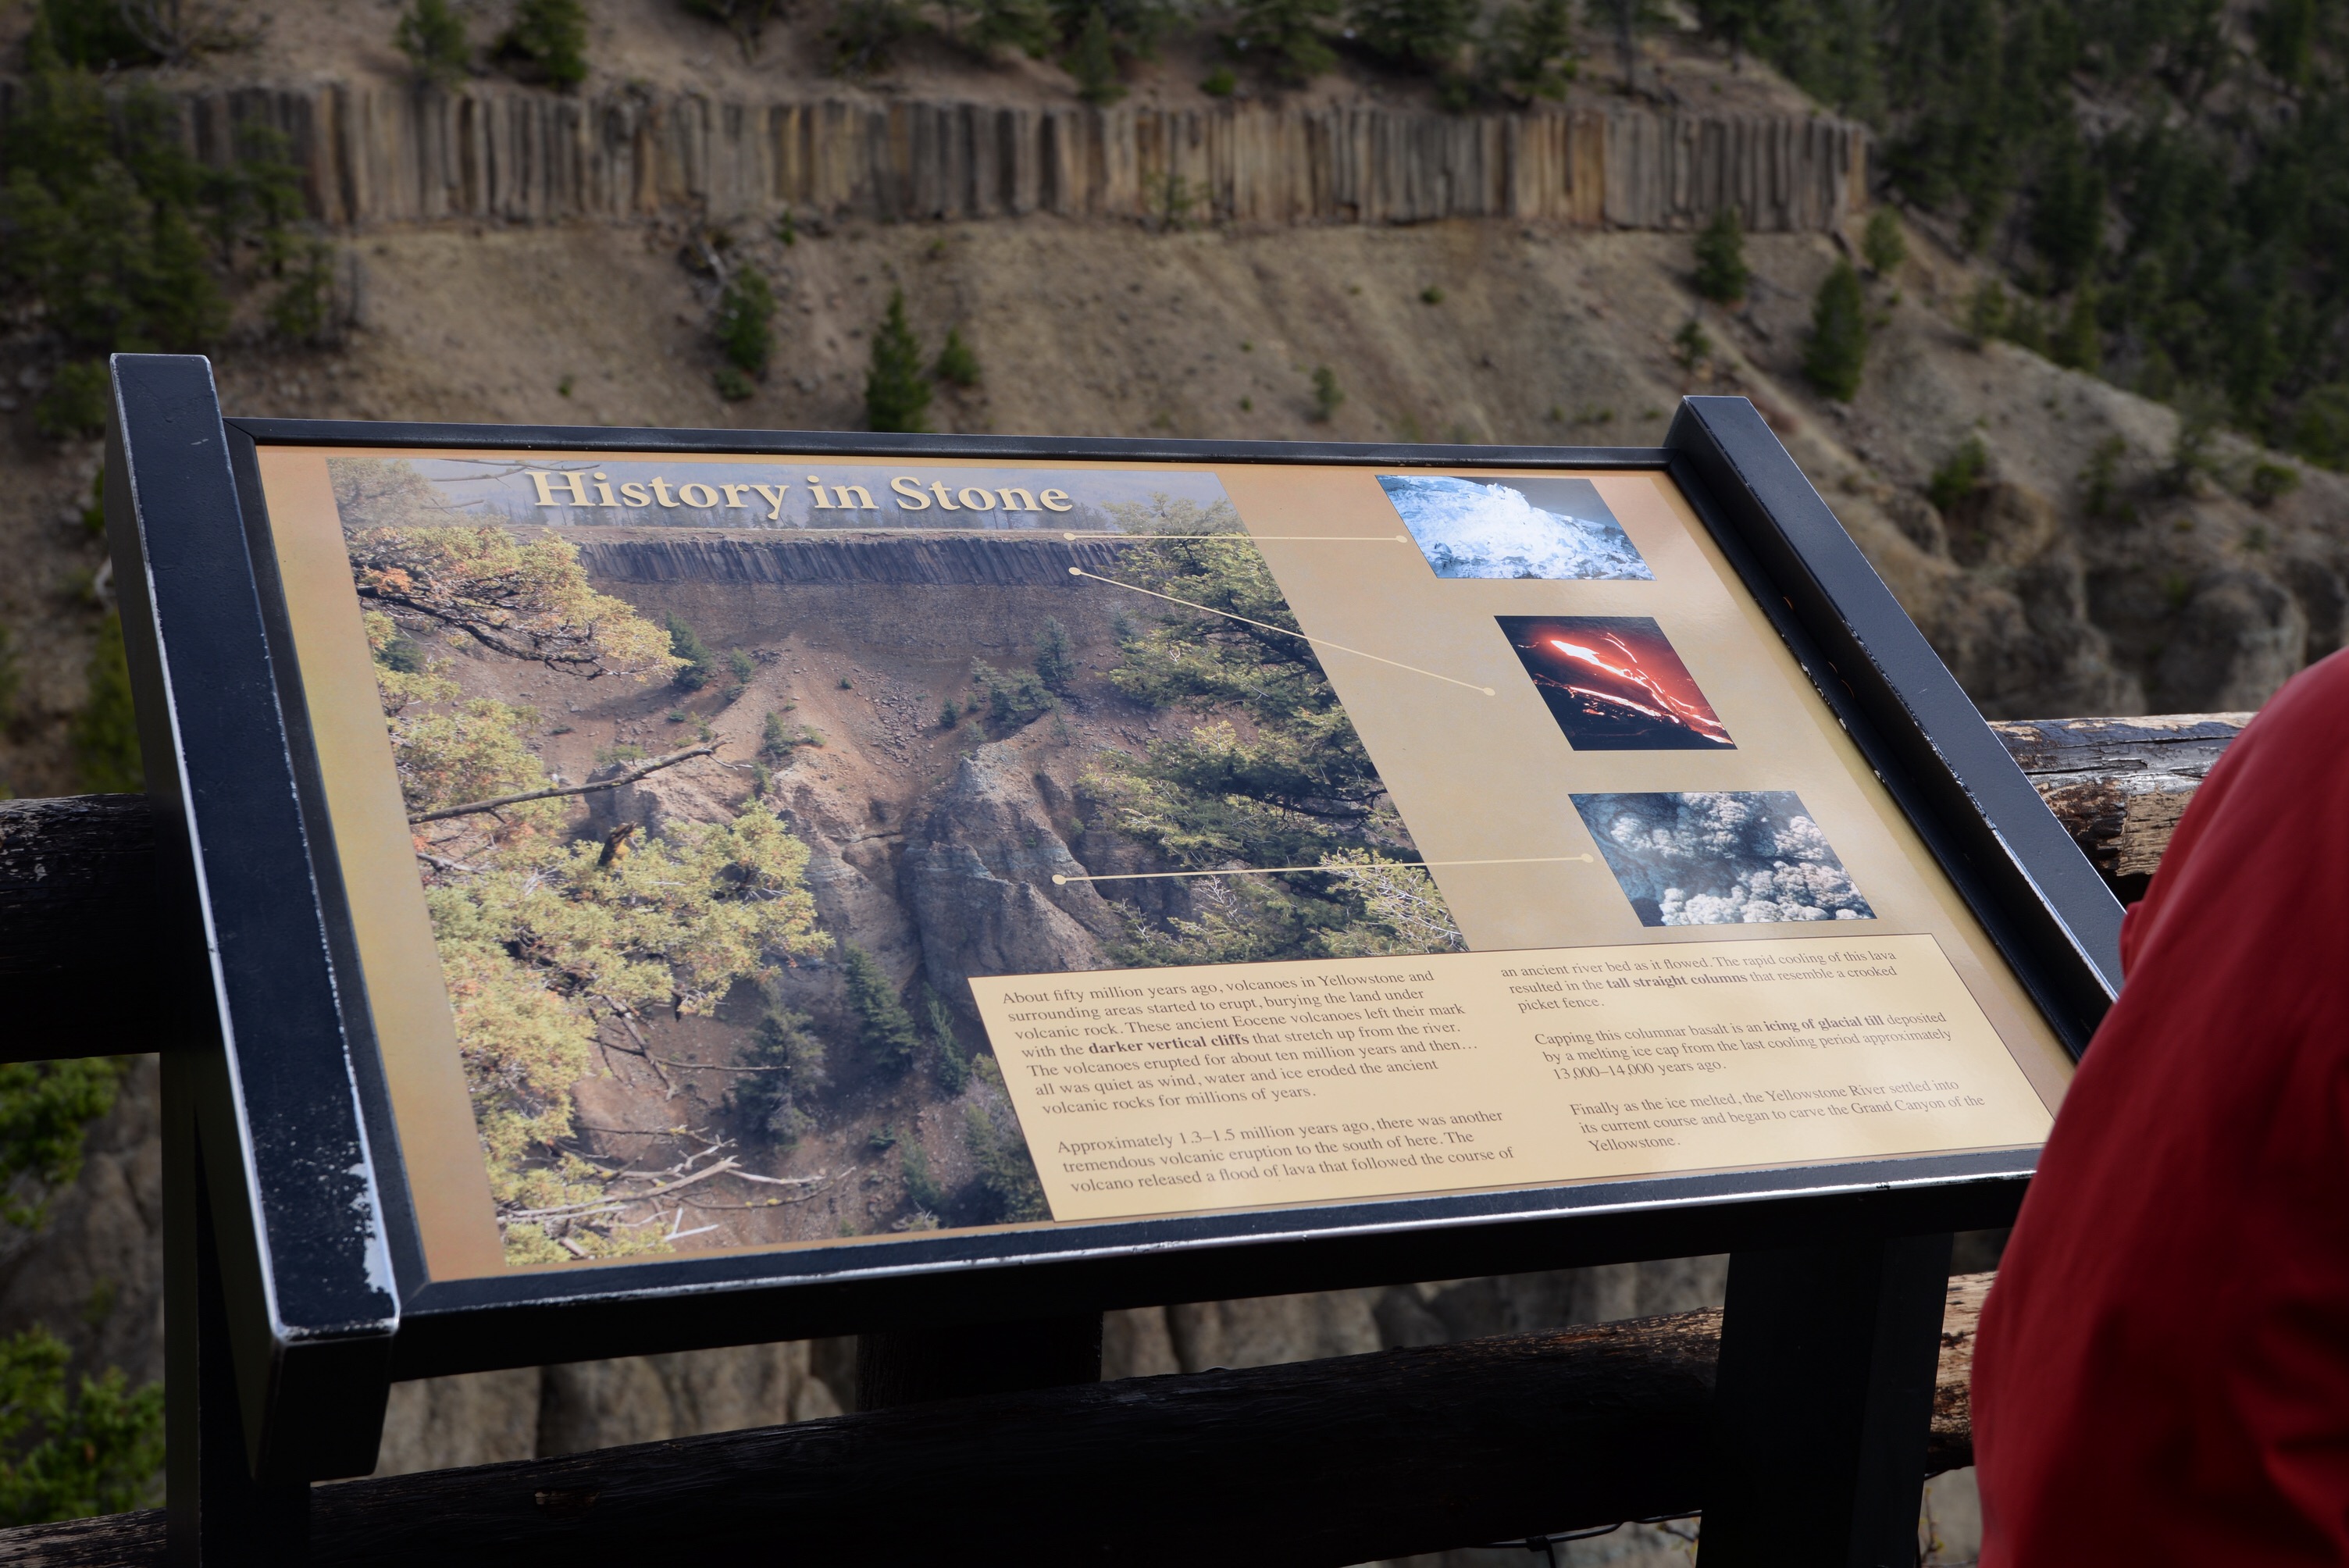 History in Stone
About fifty million years ago, volcanoes in Yellowstone and
surrounding areas started to erupt, burying the land under
volcanic rock. These ancient Eocene volcanoes left their mark
with the darker vertical cliffs that stretch up from the river.
The volcanoes erupted for about ten million years and then…
all was quiet as wind, water and ice eroded the ancient
volcanic rocks for millions of years.
Approximately 1.3–1.5 million years ago, there was another
tremendous volcanic eruption to the south of here. The
volcano released a flood of lava that followed the course of
an ancient river bed as it flowed. The rapid cooling of this lava
resulted in the tall straight columns that resemble a crooked
picket fence.
Capping this columnar basalt is an icing of glacial till deposited
by a melting ice cap from the last cooling period approximately
13,000–14,000 years ago.
Finally as the ice melted, the Yellowstone River settled into
its current course and began to carve the Grand Canyon of the
Yellowstone.